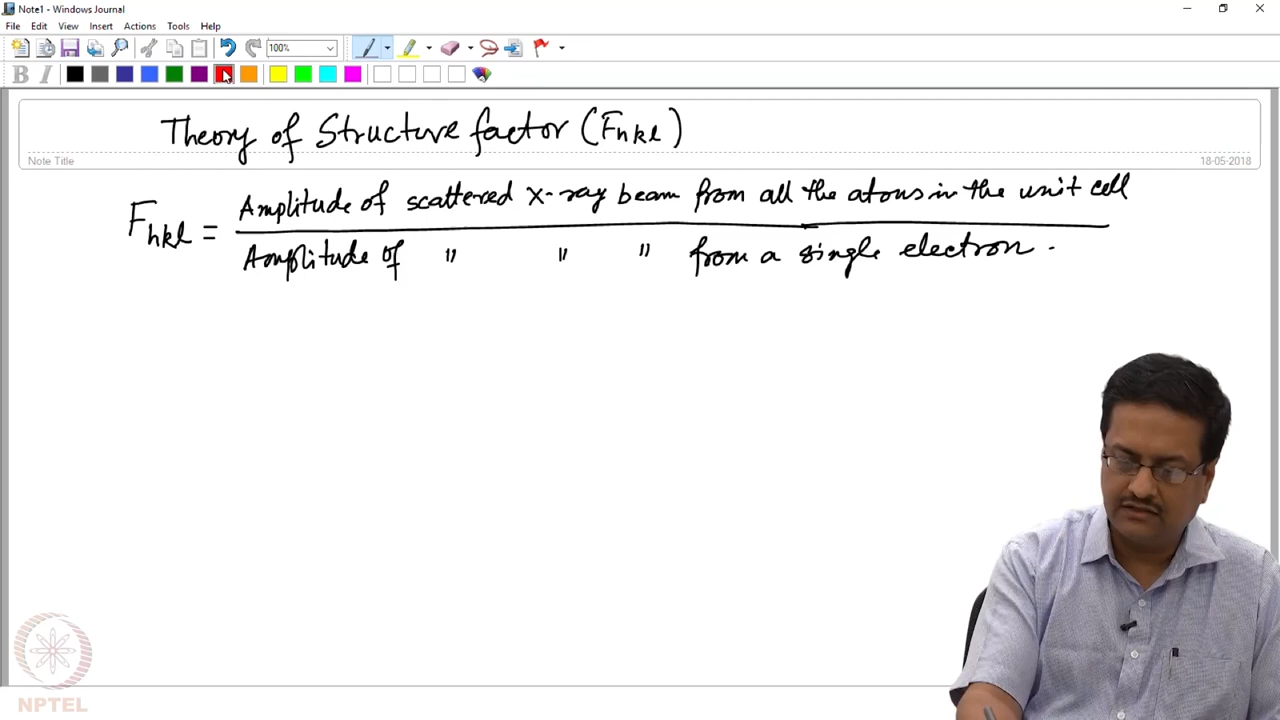 Note1 - Windows Journal
File Edit View Insert Actions Tools Help
100%
B I
Theory of Structure factor (Fhkl)
Note Title
18-05-2018
Fhkl = Amplitude of scattered X-ray beam from all the atoms in the unit cell
Amplitude of " " " from a single electron.
NPTEL